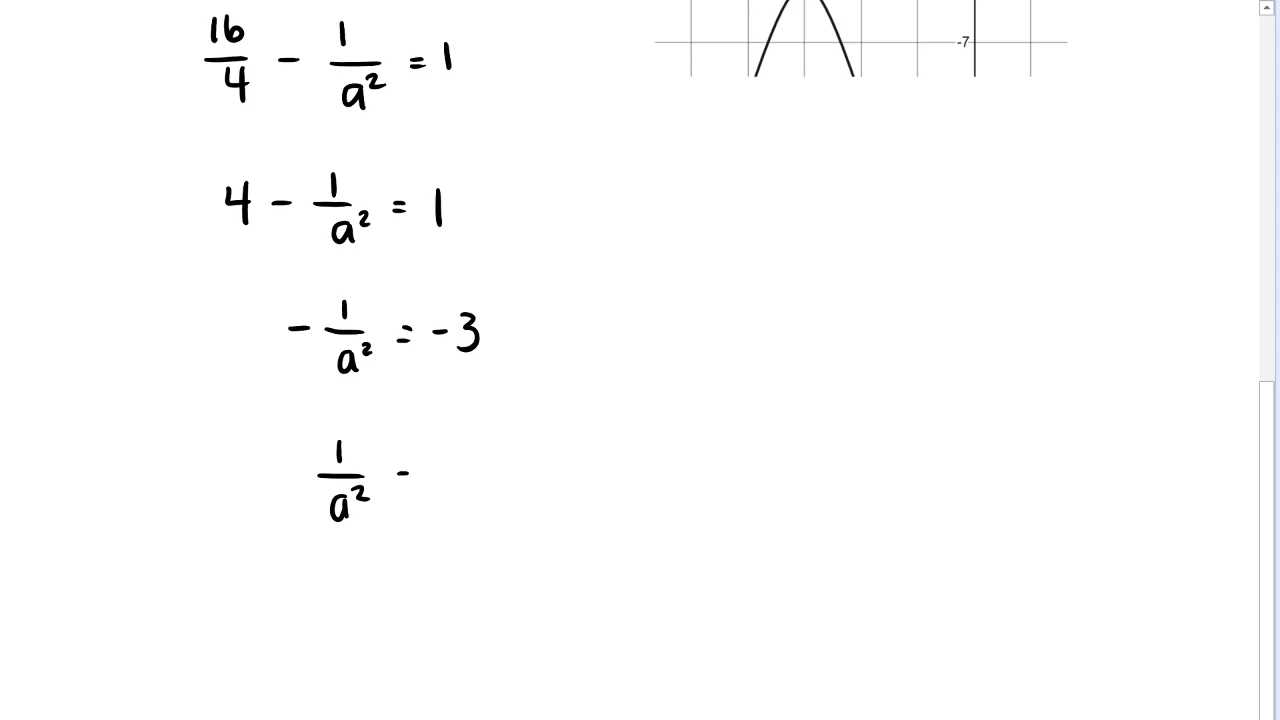 16/4 - 1/a² = 1
-7
4 - 1/a² = 1
- 1/a² = -3
1/a² -